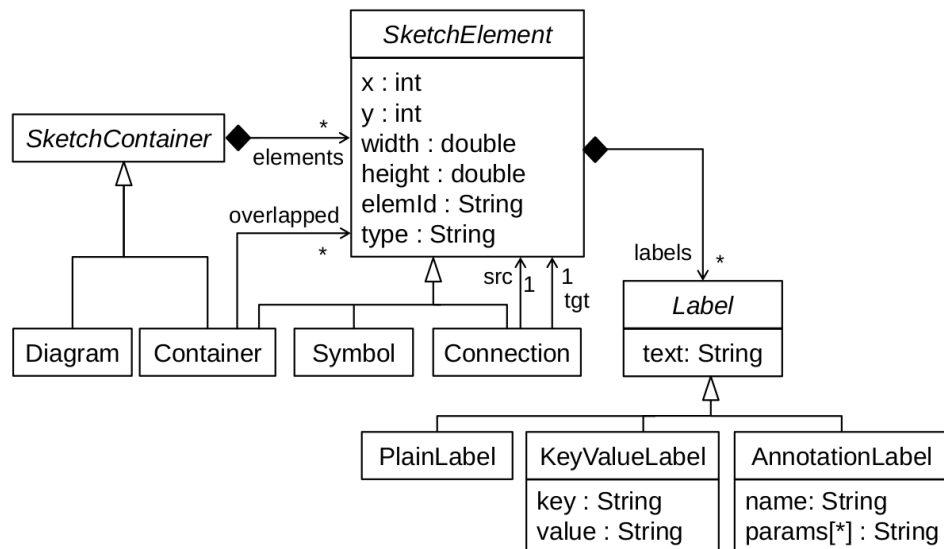 SketchElement
x : int
y : int
width : double
height : double
elemId : String
type : String
SketchContainer
*
elements
overlapped
*
src
1
1
tgt
labels
*
Label
text: String
Diagram
Container
Symbol
Connection
PlainLabel
KeyValueLabel
key : String
value : String
AnnotationLabel
name: String
params[*] : String